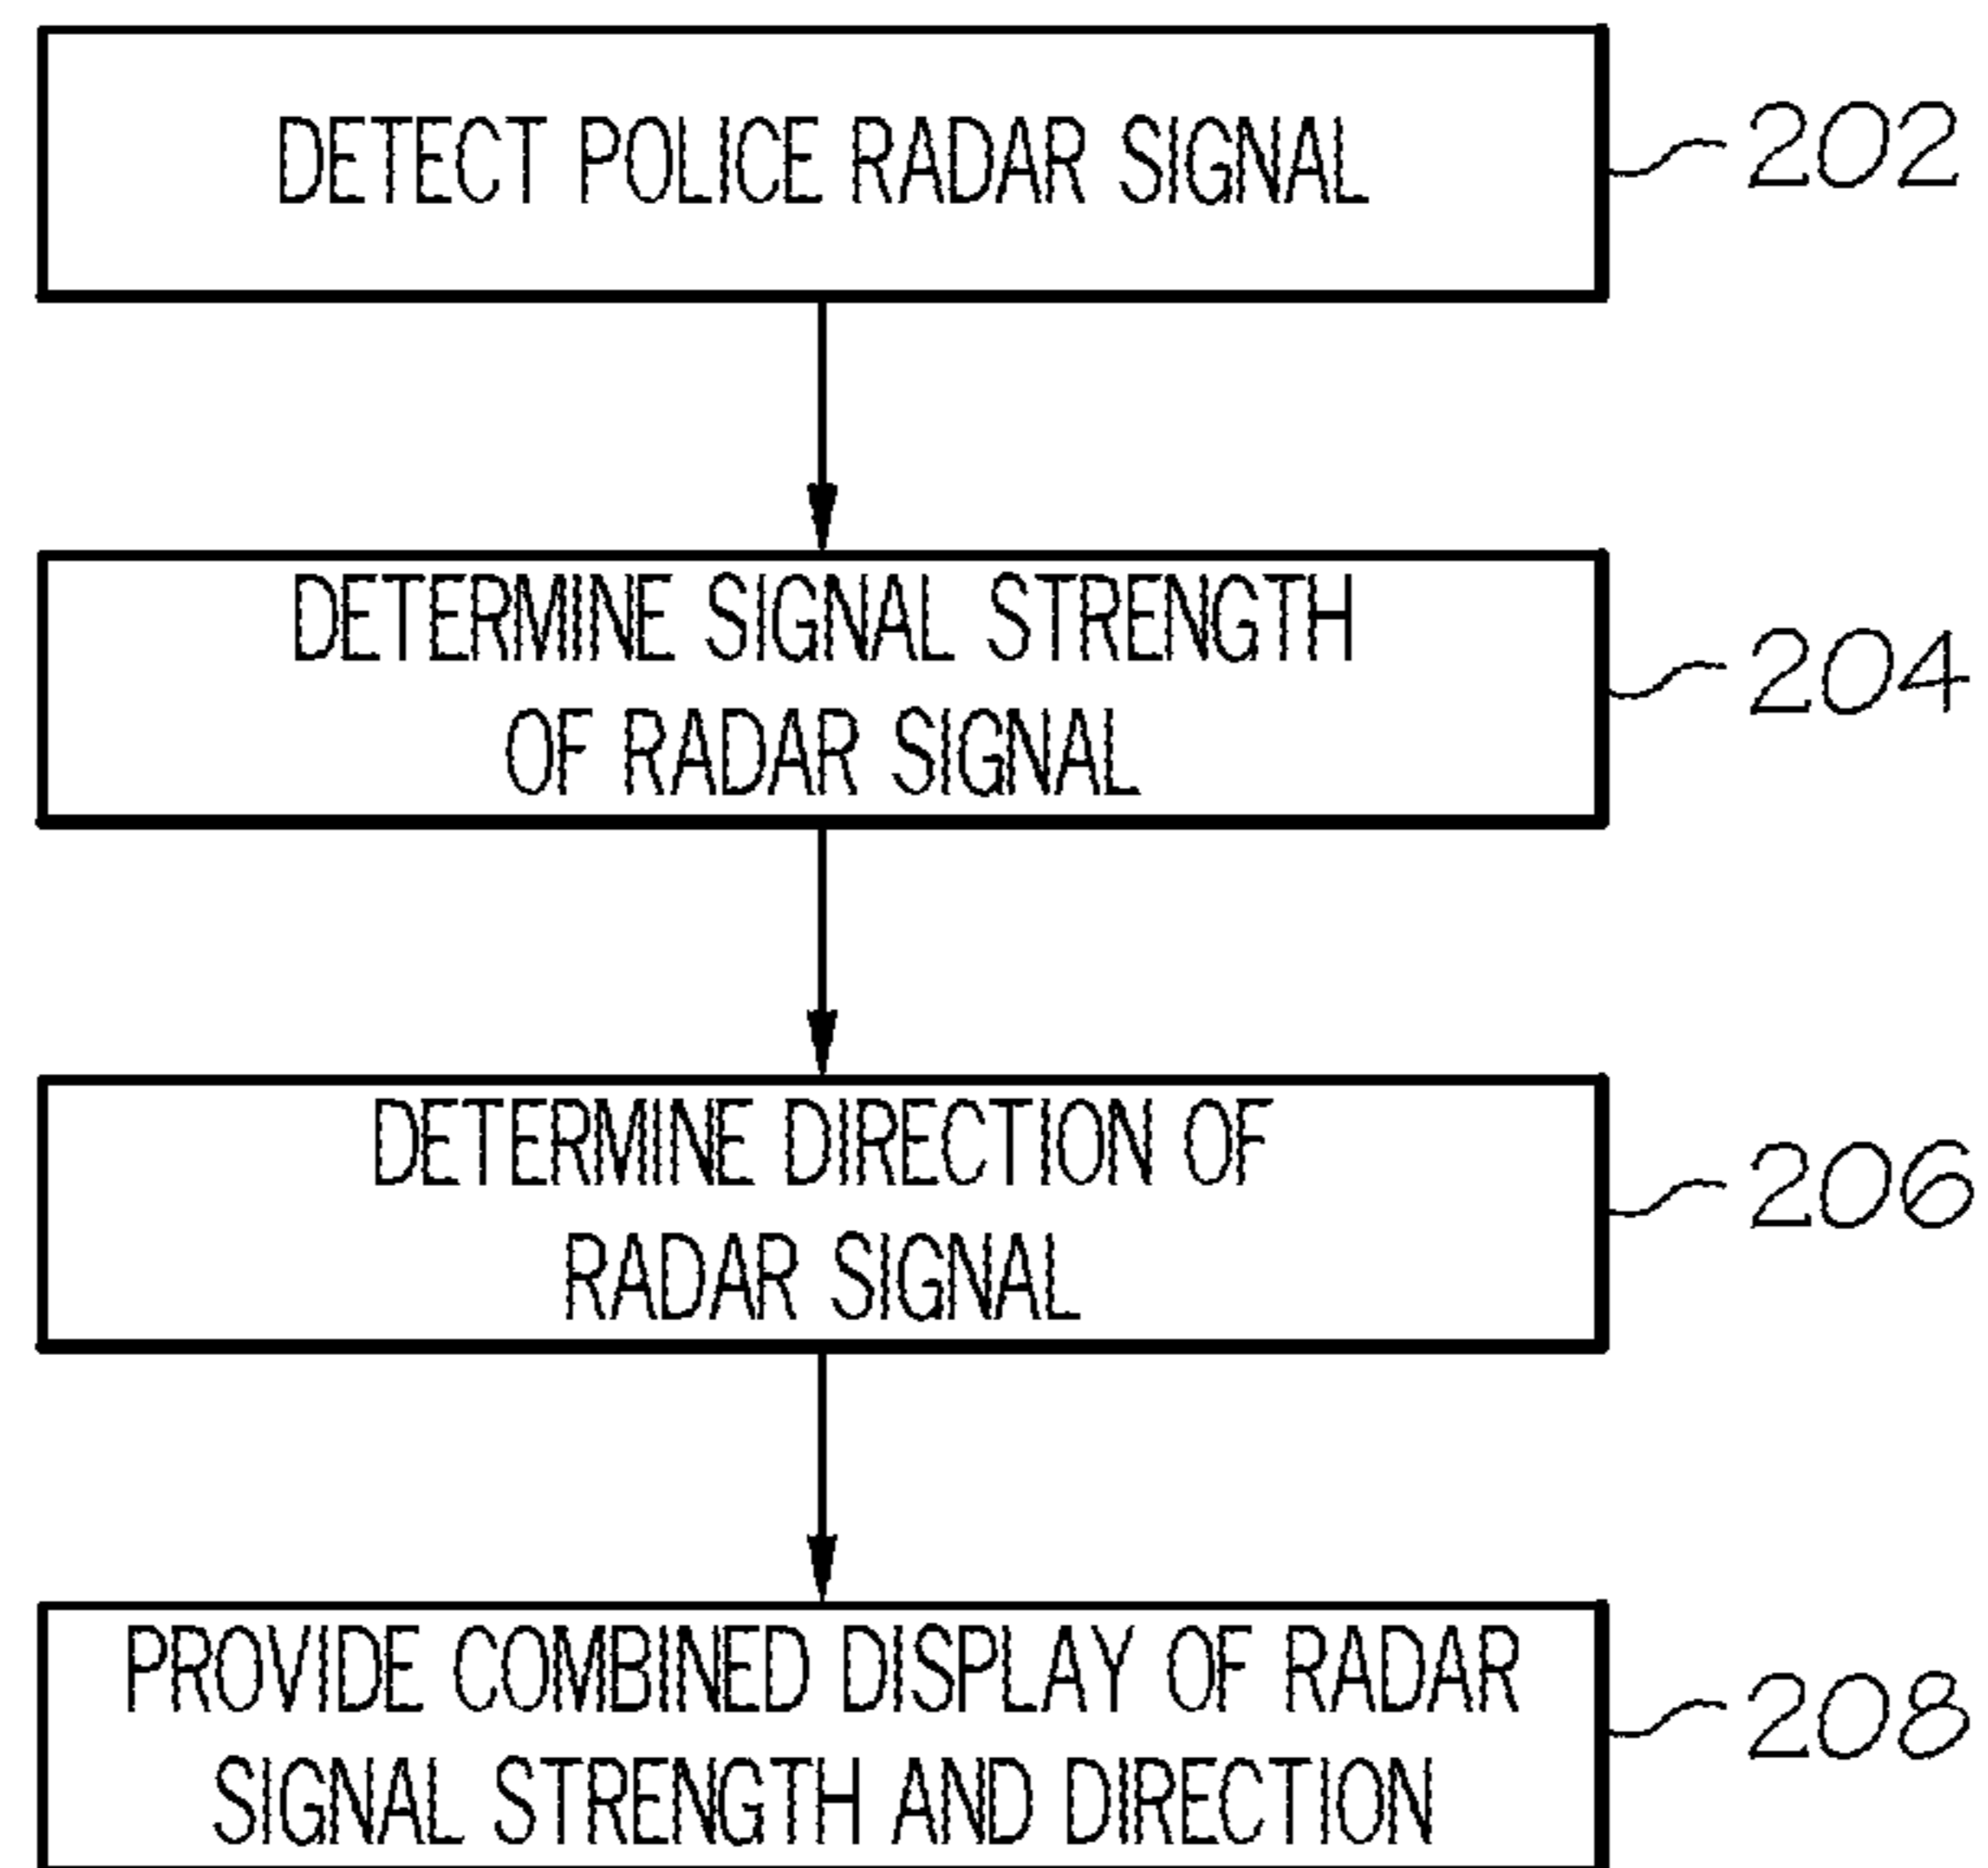 DETECT POLICE RADAR SIGNAL
202
DETERMINE SIGNAL STRENGTH
OF RADAR SIGNAL
204
DETERMINE DIRECTION OF
RADAR SIGNAL
206
PROVIDE COMBINED DISPLAY OF RADAR
SIGNAL STRENGTH AND DIRECTION
208